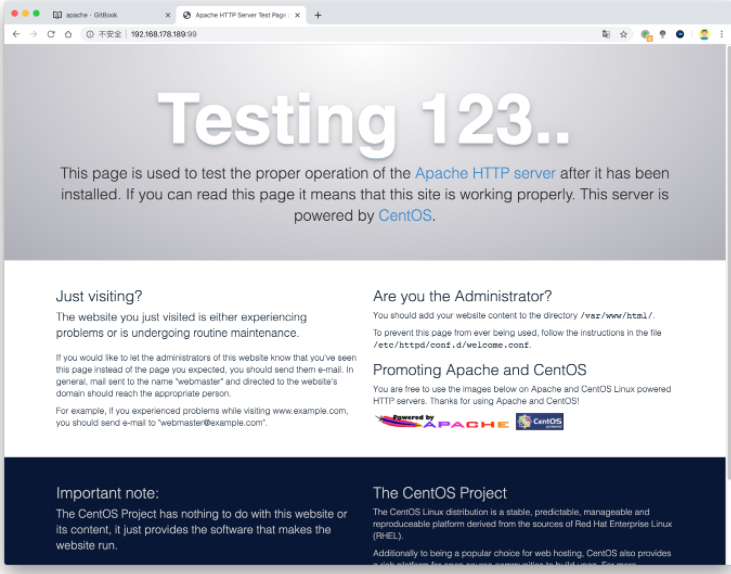 apache - GitBook
Apache HTTP Server Test Page
不安全 | 192.168.178.189:99
Testing 123..
This page is used to test the proper operation of the Apache HTTP server after it has been
installed. If you can read this page it means that this site is working properly. This server is
powered by CentOS.
Just visiting?
The website you just visited is either experiencing
problems or is undergoing routine maintenance.
If you would like to let the administrators of this website know that you've seen
this page instead of the page you expected, you should send them e-mail. In
general, mail sent to the name "webmaster" and directed to the website's
domain should reach the appropriate person.
For example, if you experienced problems while visiting www.example.com,
you should send e-mail to "webmaster@example.com".
Are you the Administrator?
You should add your website content to the directory /var/www/html/.
To prevent this page from ever being used, follow the instructions in the file
/etc/httpd/conf.d/welcome.conf.
Promoting Apache and CentOS
You are free to use the images below on Apache and CentOS Linux powered
HTTP servers. Thanks for using Apache and CentOS!
Powered by
APACHE
CentOS
Important note:
The CentOS Project has nothing to do with this website or
its content, it just provides the software that makes the
website run.
The CentOS Project
The CentOS Linux distribution is a stable, predictable, manageable and
reproduceable platform derived from the sources of Red Hat Enterprise Linux
(RHEL).
Additionally to being a popular choice for web hosting, CentOS also provides
a rich platform for open source communities to build upon. For more